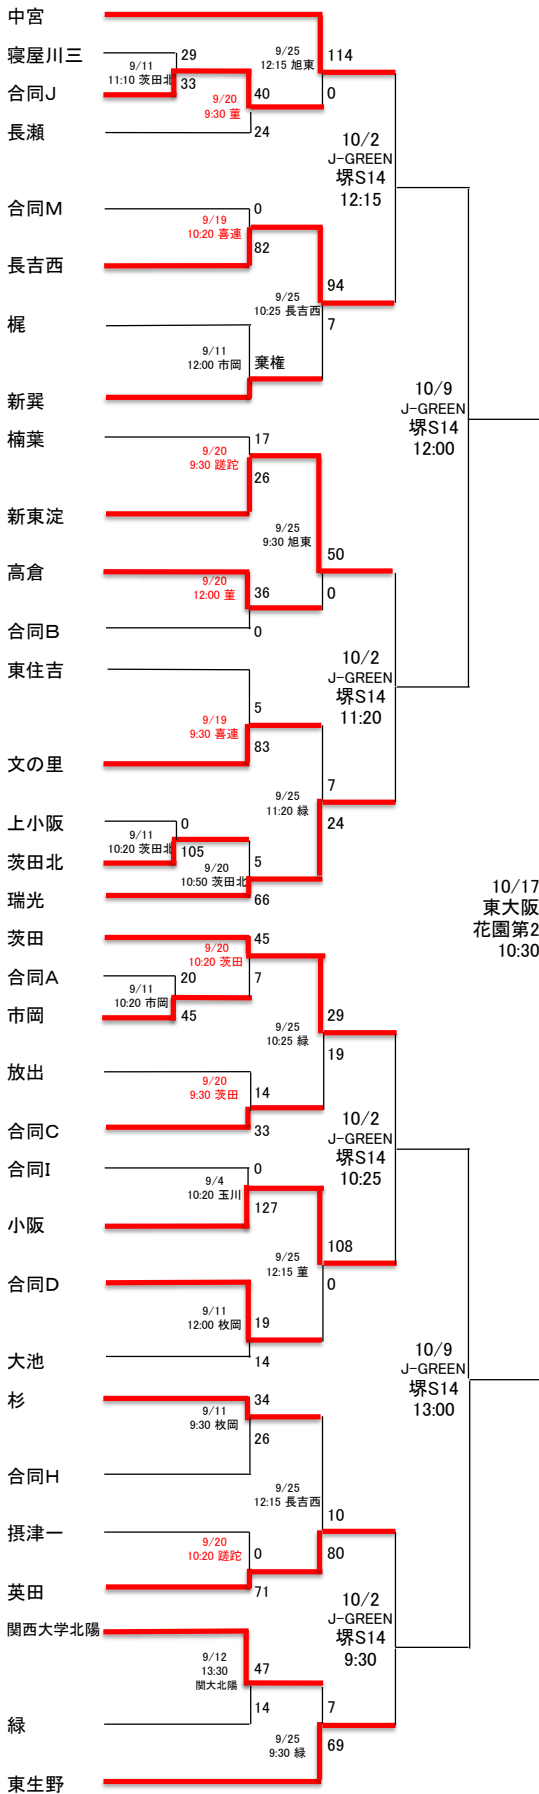 中宮
寝屋川三
9/11
11:10 茨田北
29
33
合同J
9/20
9:30 菫
40
24
長瀬
9/25
12:15 旭東
114
0
10/2
J-GREEN
堺S14
12:15
合同M
9/19
10:20 喜連
0
82
長吉西
9/25
10:25 長吉西
94
7
梶
9/11
12:00 市岡
棄権
新巽
10/9
J-GREEN
堺S14
12:00
楠葉
9/20
9:30 蹉跎
17
26
新東淀
9/25
9:30 旭東
50
0
高倉
9/20
12:00 菫
36
0
合同B
10/2
J-GREEN
堺S14
11:20
東住吉
9/19
9:30 喜連
5
83
文の里
9/25
11:20 緑
7
24
上小阪
9/11
10:20 茨田北
0
105
茨田北
9/20
10:50 茨田北
5
66
瑞光
10/17
東大阪
花園第2
10:30
茨田
9/20
10:20 茨田
45
7
合同A
9/11
10:20 市岡
20
45
市岡
9/25
10:25 緑
29
19
放出
9/20
9:30 茨田
14
33
合同C
10/2
J-GREEN
堺S14
10:25
合同I
9/4
10:20 玉川
0
127
小阪
9/25
12:15 菫
108
0
合同D
9/11
12:00 枚岡
19
14
大池
10/9
J-GREEN
堺S14
13:00
杉
9/11
9:30 枚岡
34
26
合同H
9/25
12:15 長吉西
10
80
摂津一
9/20
10:20 蹉跎
0
71
英田
10/2
J-GREEN
堺S14
9:30
関西大学北陽
9/12
13:30
関大北陽
47
14
緑
9/25
9:30 緑
7
69
東生野